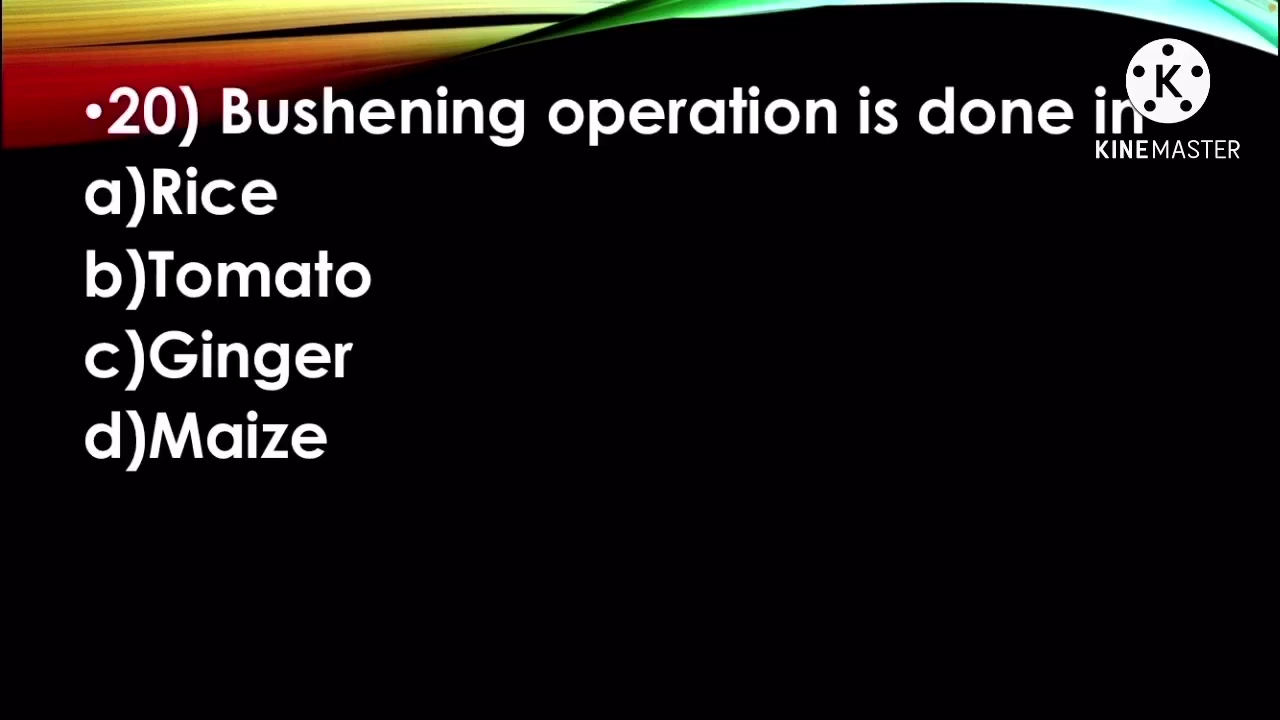 •20) Bushening operation is done in
a)Rice
b)Tomato
c)Ginger
d)Maize
K
KINEMASTER